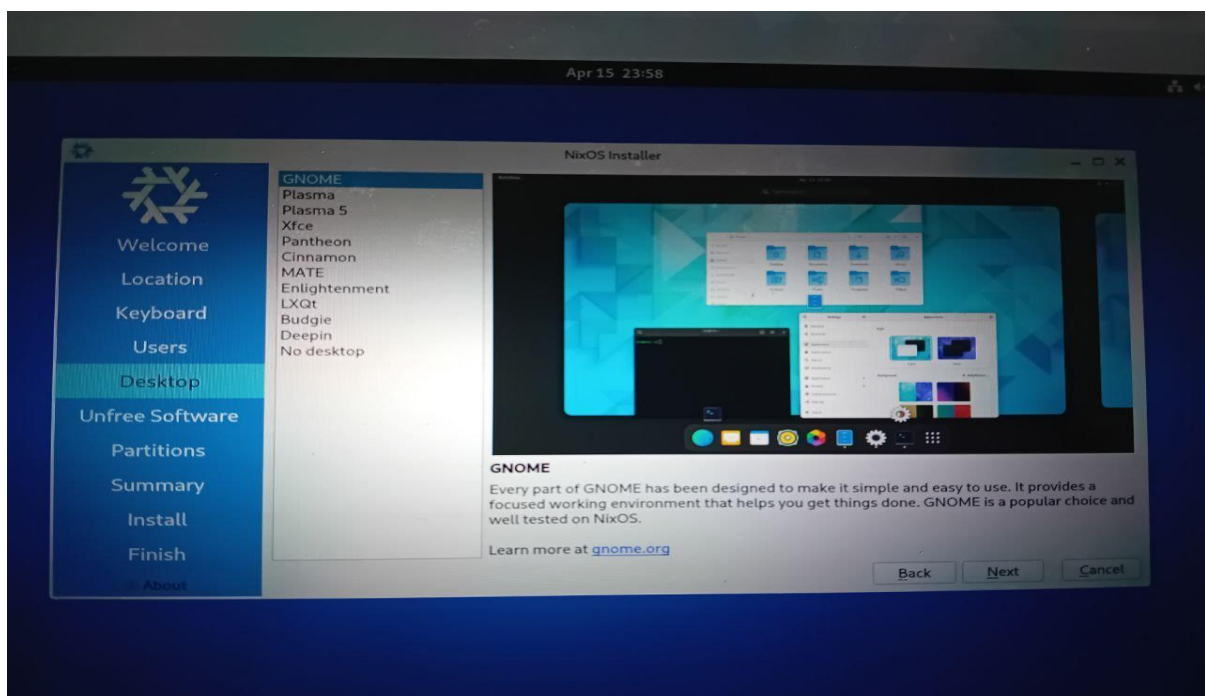 Apr 15 23:58
NixOS Installer
Welcome
Location
Keyboard
Users
Desktop
Unfree Software
Partitions
Summary
Install
Finish
About
GNOME
Plasma
Plasma 5
Xfce
Pantheon
Cinnamon
MATE
Enlightenment
LXQt
Budgie
Deepin
No desktop
GNOME
Every part of GNOME has been designed to make it simple and easy to use. It provides a
focused working environment that helps you get things done. GNOME is a popular choice and
well tested on NixOS.
Learn more at gnome.org
Back
Next
Cancel